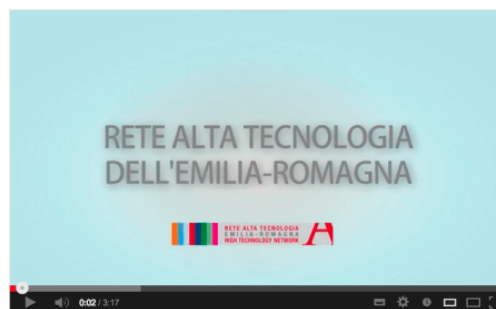 RETE ALTA TECNOLOGIA
DELL'EMILIA-ROMAGNA
RETE ALTA TECNOLOGIA
EMILIA-ROMAGNA
HIGH TECHNOLOGY NETWORK
0:02 / 3:17